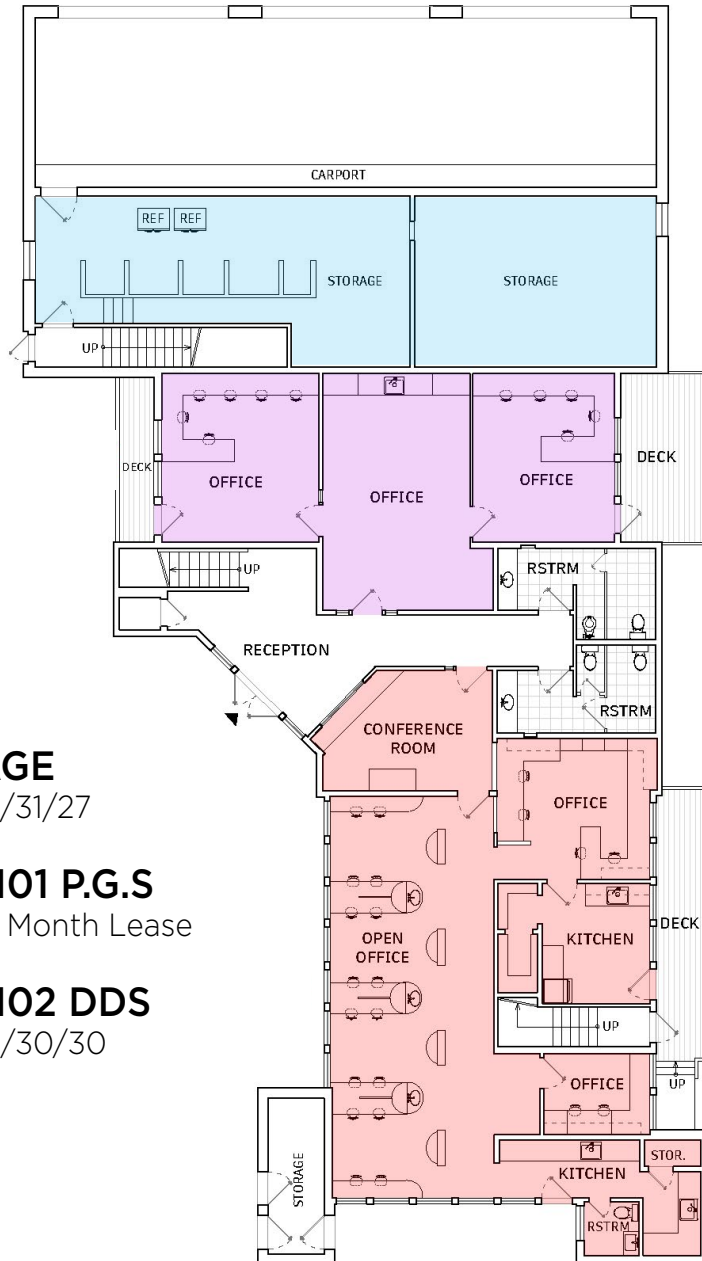 CARPORT
REF REF
STORAGE
STORAGE
UP
DECK
OFFICE
OFFICE
OFFICE
DECK
UP
RSTRM
RECEPTION
RSTRM
CONFERENCE
ROOM
OFFICE
OPEN
OFFICE
KITCHEN
DECK
UP
OFFICE
UP
STORAGE
KITCHEN
STOR.
RSTRM
AGE
/31/27
101 P.G.S
Month Lease
102 DDS
/30/30